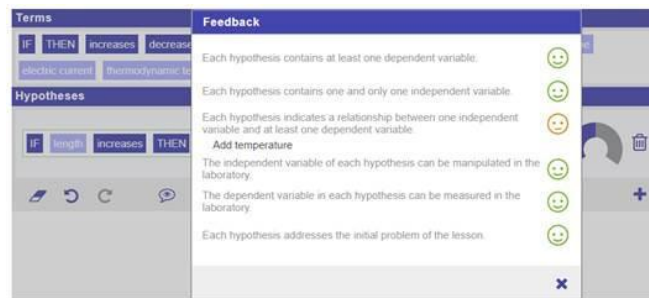 Terms
IF THEN increases decrease
electric current thermodynamic te
Hypotheses
IF length increases THEN
Feedback
Each hypothesis contains at least one dependent variable.
Each hypothesis contains one and only one independent variable.
Each hypothesis indicates a relationship between one independent
variable and at least one dependent variable.
Add temperature
The independent variable of each hypothesis can be manipulated in the
laboratory.
The dependent variable in each hypothesis can be measured in the
laboratory.
Each hypothesis addresses the initial problem of the lesson.